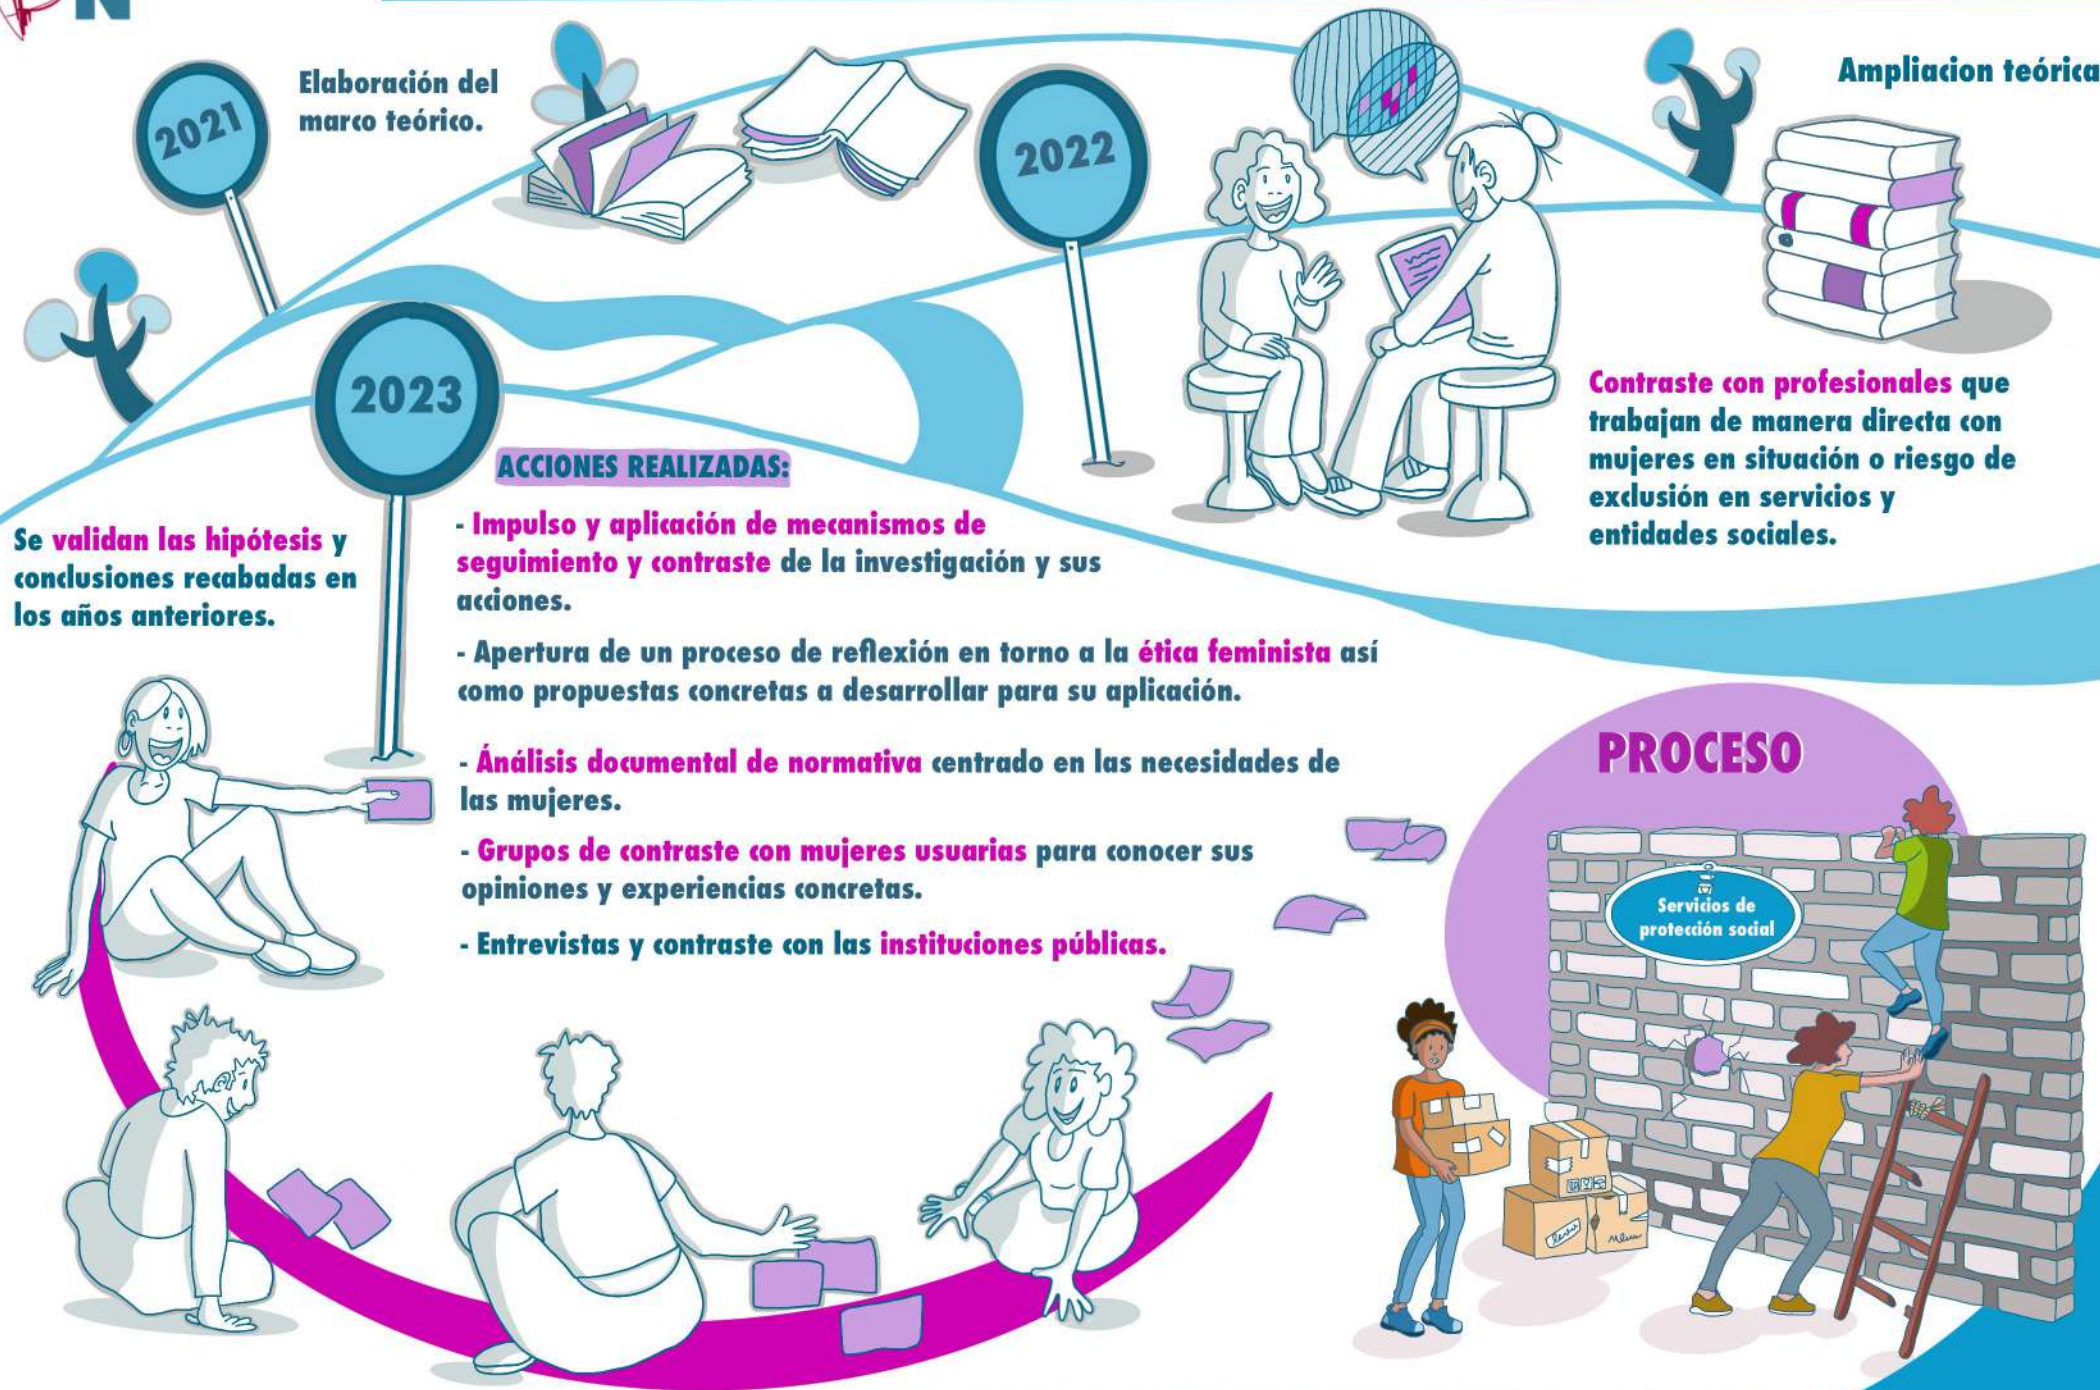 N
2021
Elaboración del
marco teórico.
2022
Ampliacion teórica
Contraste con profesionales que
trabajan de manera directa con
mujeres en situación o riesgo de
exclusión en servicios y
entidades sociales.
2023
Se validan las hipótesis y
conclusiones recabadas en
los años anteriores.
ACCIONES REALIZADAS:
- Impulso y aplicación de mecanismos de
seguimiento y contraste de la investigación y sus
acciones.
- Apertura de un proceso de reflexión en torno a la ética feminista así
como propuestas concretas a desarrollar para su aplicación.
- Ánálisis documental de normativa centrado en las necesidades de
las mujeres.
- Grupos de contraste con mujeres usuarias para conocer sus
opiniones y experiencias concretas.
- Entrevistas y contraste con las instituciones públicas.
PROCESO
Servicios de
protección social